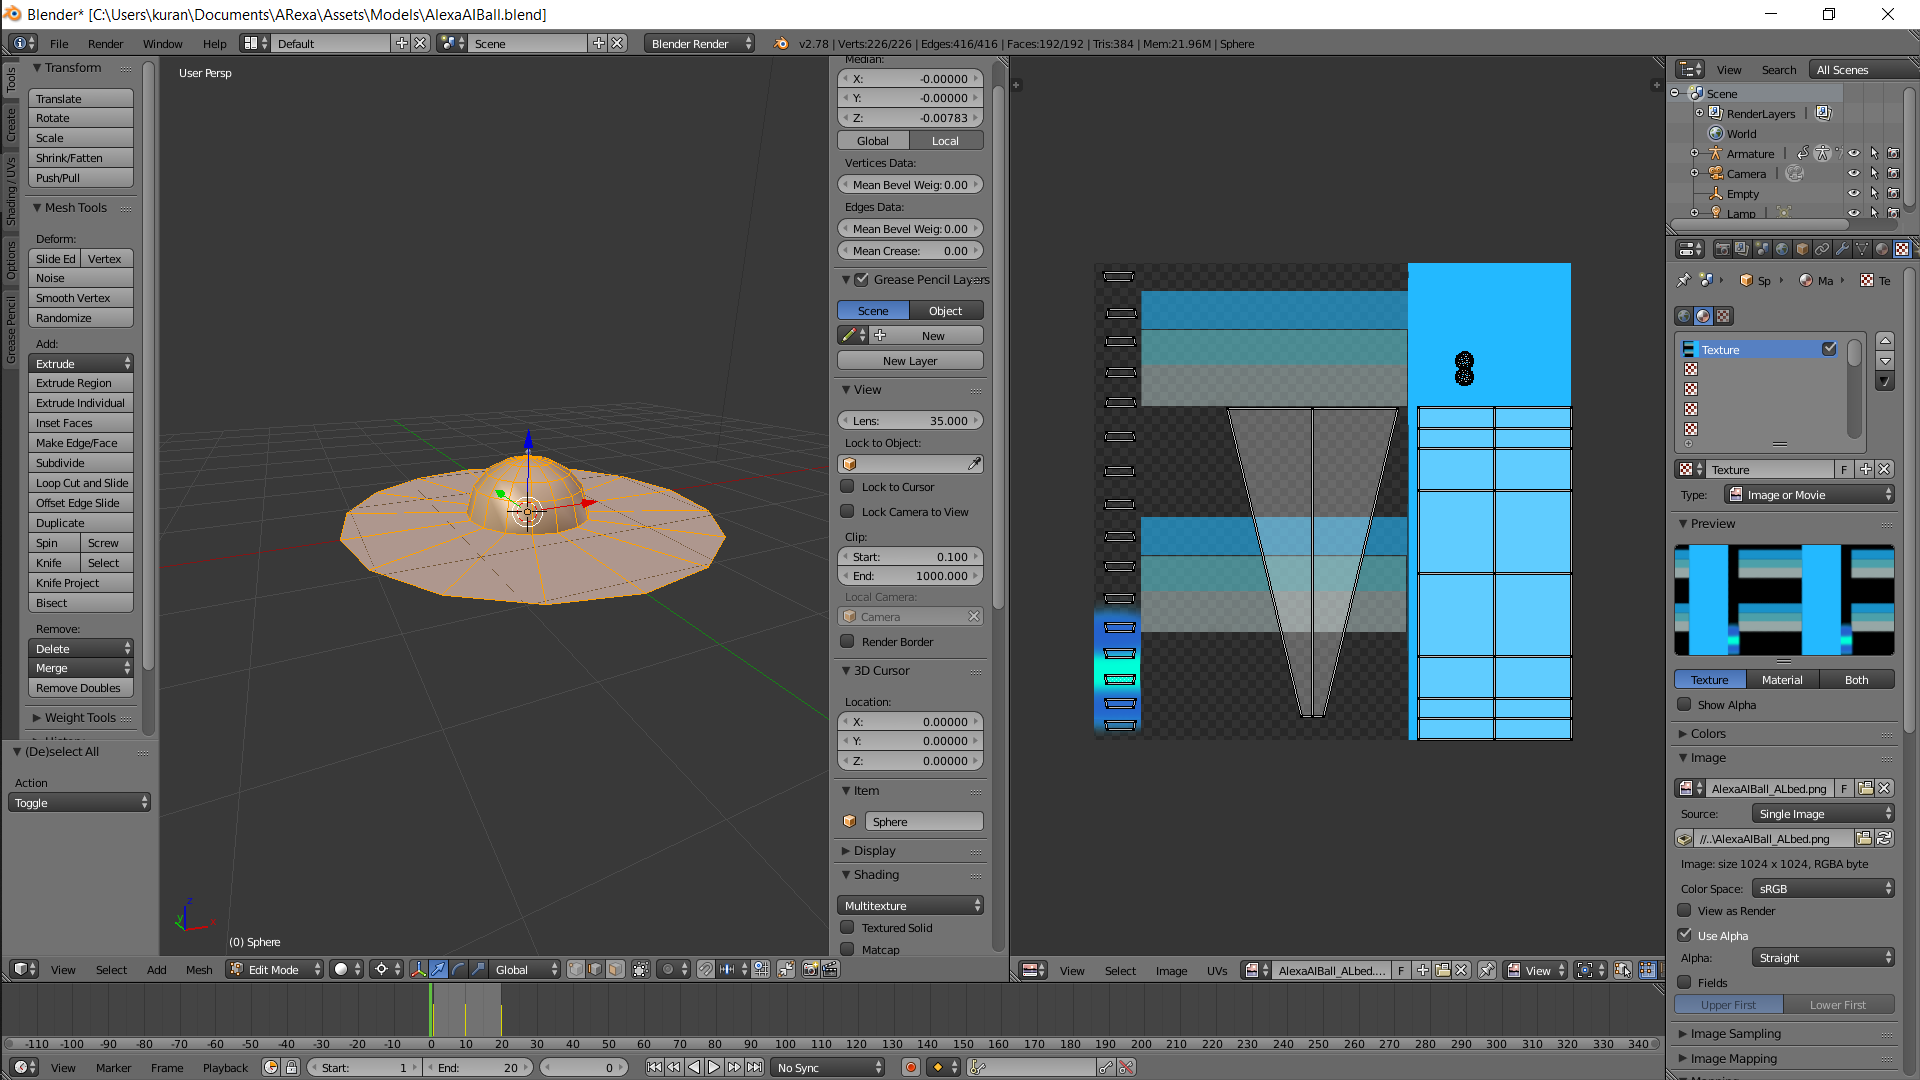 Blender* [C:\Users\kuran\Documents\ARexa\Assets\Models\AlexaAIBall.blend]
File Render Window Help Default Scene Blender Render v2.78 | Verts:226/226 | Edges:416/416 | Faces:192/192 | Tris:384 | Mem:21.96M | Sphere
Tools
Create
Shading / UVs
Options
Grease Pencil
Transform
Translate
Rotate
Scale
Shrink/Fatten
Push/Pull
Mesh Tools
Deform:
Slide Ed Vertex
Noise
Smooth Vertex
Randomize
Add:
Extrude
Extrude Region
Extrude Individual
Inset Faces
Make Edge/Face
Subdivide
Loop Cut and Slide
Offset Edge Slide
Duplicate
Spin Screw
Knife Select
Knife Project
Bisect
Remove:
Delete
Merge
Remove Doubles
Weight Tools
(De)select All
Action
Toggle
User Persp
(0) Sphere
Median:
X: -0.00000
Y: -0.00000
Z: -0.00783
Global Local
Vertices Data:
Mean Bevel Weig: 0.00
Edges Data:
Mean Bevel Weig: 0.00
Mean Crease: 0.00
Grease Pencil Layers
Scene Object
New
New Layer
View
Lens: 35.000
Lock to Object:
Lock to Cursor
Lock Camera to View
Clip:
Start: 0.100
End: 1000.000
Local Camera:
Camera
Render Border
3D Cursor
Location:
X: 0.00000
Y: 0.00000
Z: 0.00000
Item
Sphere
Display
Shading
Multitexture
Textured Solid
Matcap
View Select Add Mesh Edit Mode Global
View Select Image UVs AlexaAIBall_ALbed.... F View
View Search All Scenes
Scene
RenderLayers
World
Armature
Camera
Empty
Lamp
Sp Ma Te
Texture
Texture F
Type: Image or Movie
Preview
Texture Material Both
Show Alpha
Colors
Image
AlexaAIBall_ALbed.png F
Source: Single Image
//..\AlexaAIBall_ALbed.png
Image: size 1024 x 1024, RGBA byte
Color Space: sRGB
View as Render
Use Alpha
Alpha: Straight
Fields
Upper First Lower First
Image Sampling
Image Mapping
-110 -100 -90 -80 -70 -60 -50 -40 -30 -20 -10 0 10 20 30 40 50 60 70 80 90 100 110 120 130 140 150 160 170 180 190 200 210 220 230 240 250 260 270 280 290 300 310 320 330 340
View Marker Frame Playback Start: 1 End: 20 0 No Sync